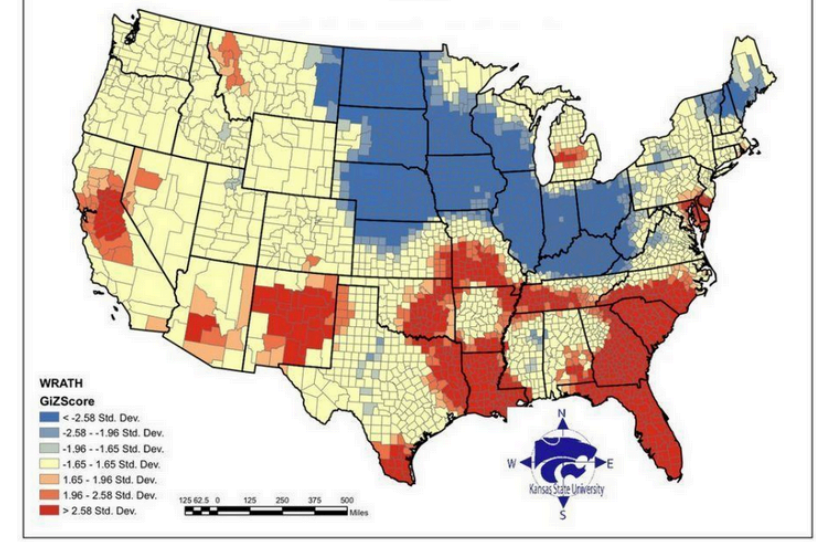 WRATH
GiZScore
< -2.58 Std. Dev.
-2.58 - -1.96 Std. Dev.
-1.96 - -1.65 Std. Dev.
-1.65 - 1.65 Std. Dev.
1.65 - 1.96 Std. Dev.
1.96 - 2.58 Std. Dev.
> 2.58 Std. Dev.
125 62.5 0 125 250 375 500
Miles
N
W E
Kansas State University
S